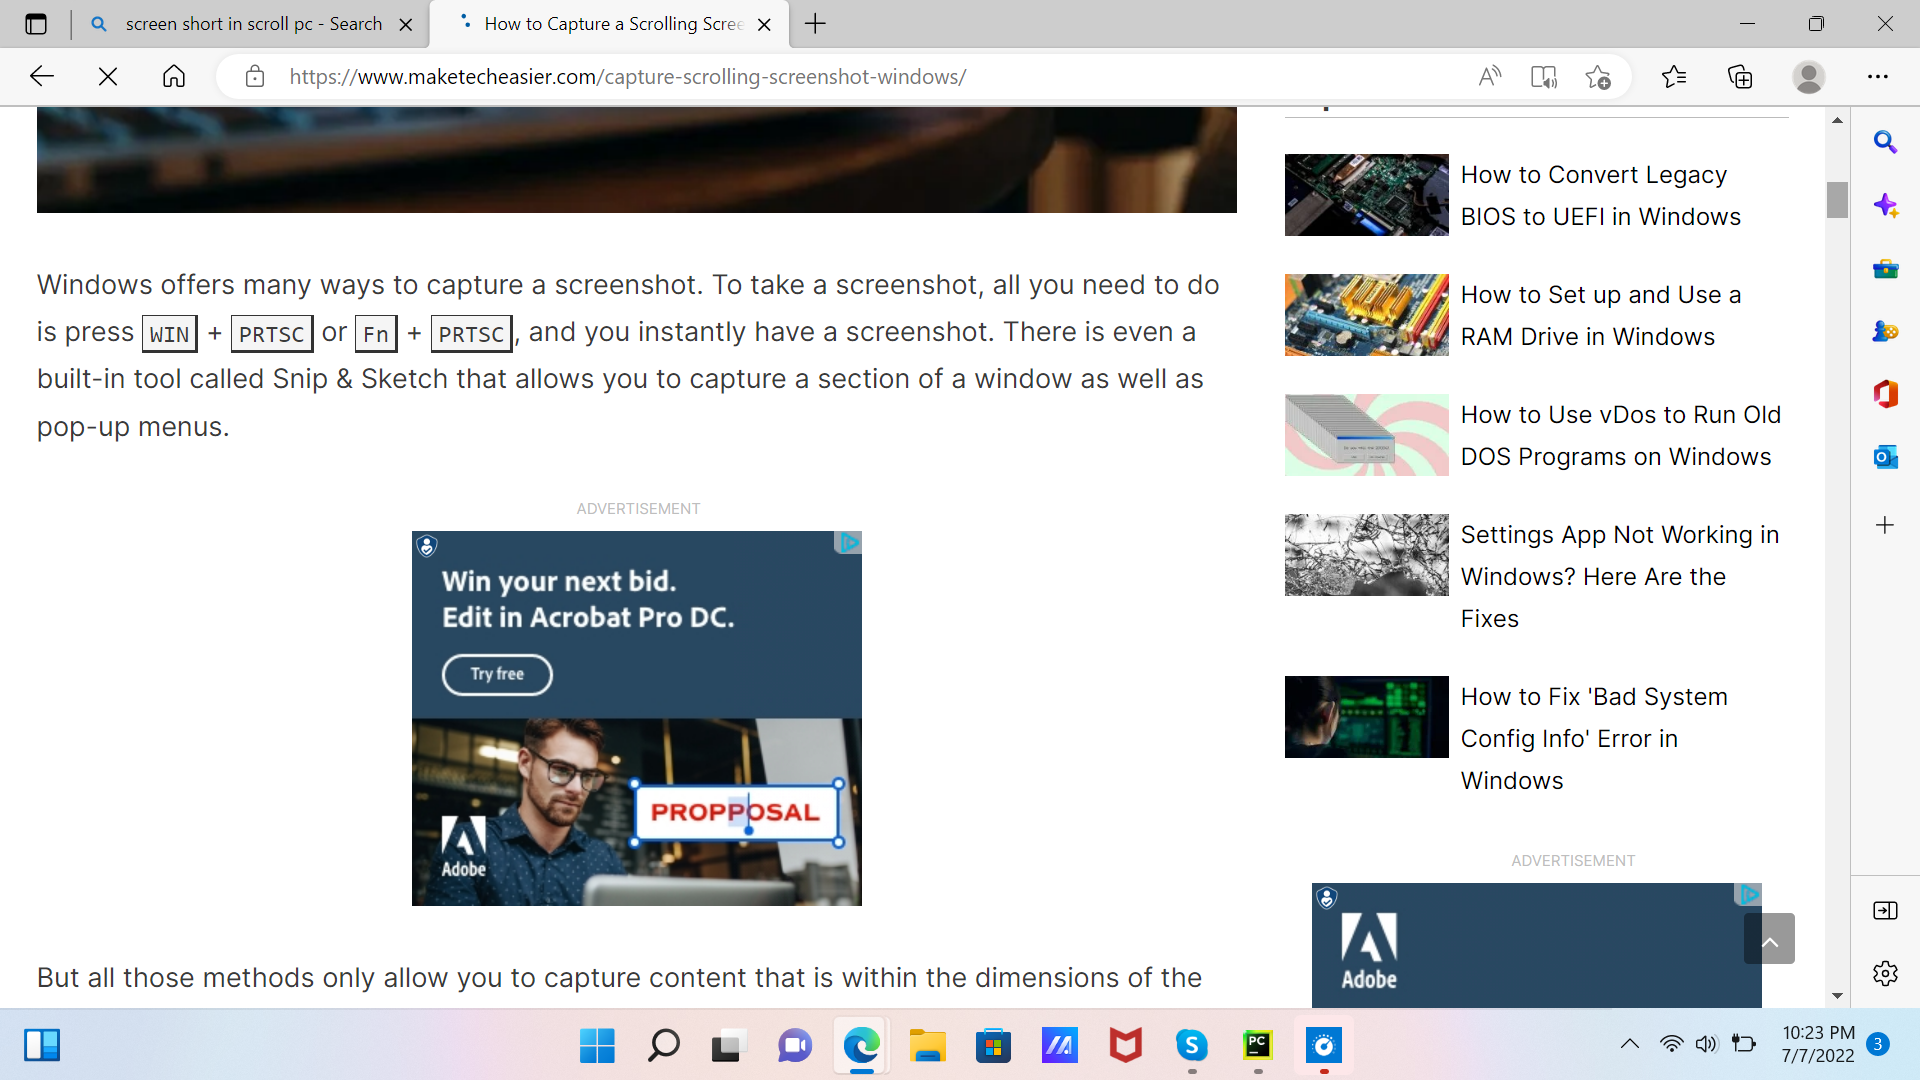 screen short in scroll pc - Search
How to Capture a Scrolling Scree
https://www.maketecheasier.com/capture-scrolling-screenshot-windows/
Windows offers many ways to capture a screenshot. To take a screenshot, all you need to do
is press WIN + PRTSC or Fn + PRTSC, and you instantly have a screenshot. There is even a
built-in tool called Snip & Sketch that allows you to capture a section of a window as well as
pop-up menus.
ADVERTISEMENT
Win your next bid.
Edit in Acrobat Pro DC.
Try free
PROPPOSAL
Adobe
But all those methods only allow you to capture content that is within the dimensions of the
How to Convert Legacy
BIOS to UEFI in Windows
How to Set up and Use a
RAM Drive in Windows
How to Use vDos to Run Old
DOS Programs on Windows
Settings App Not Working in
Windows? Here Are the
Fixes
How to Fix 'Bad System
Config Info' Error in
Windows
ADVERTISEMENT
Adobe
PC
10:23 PM
7/7/2022
3